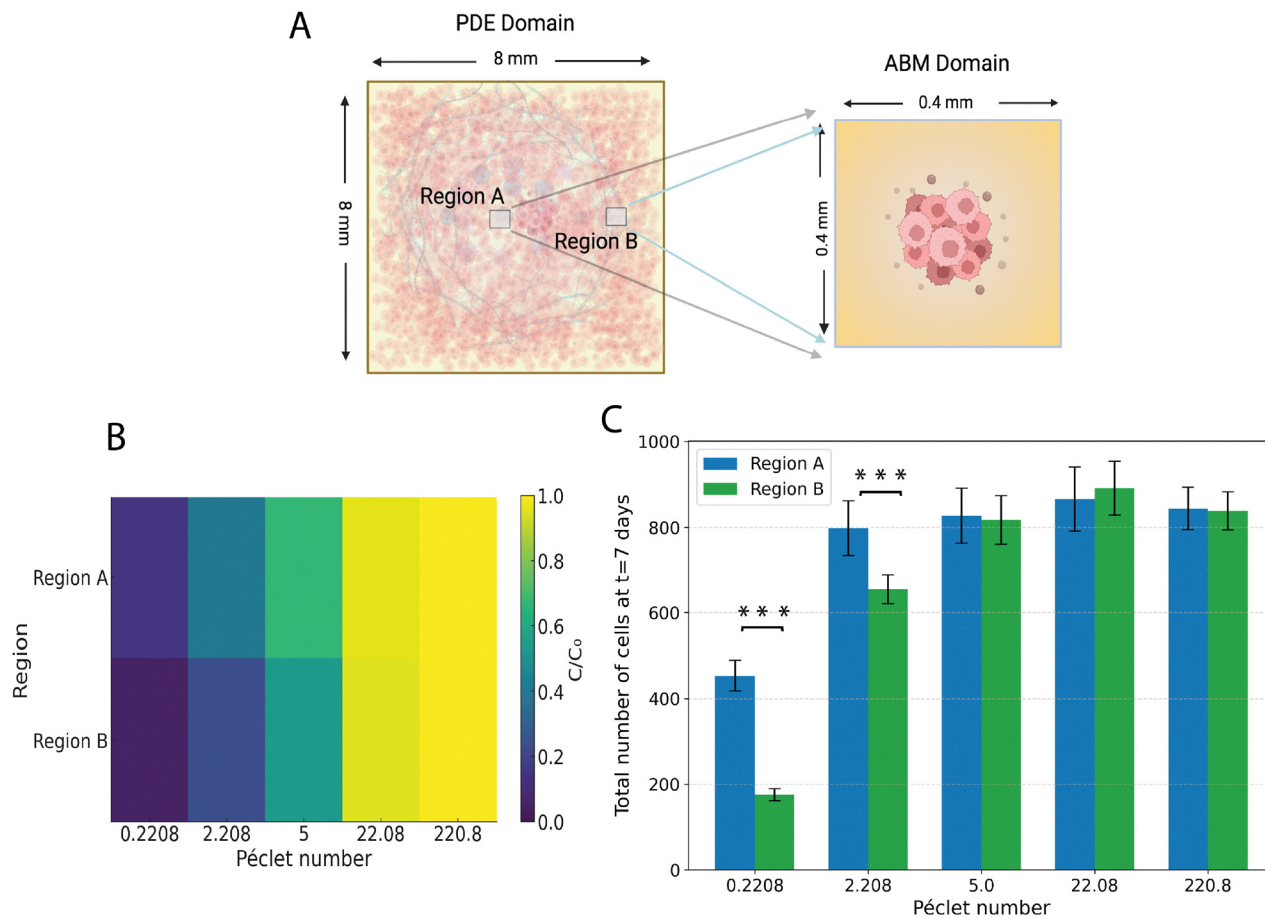 A
PDE Domain
8 mm
8 mm
Region A
Region B
ABM Domain
0.4 mm
0.4 mm
B
Region
Region A
Region B
0.2208 2.208 5 22.08 220.8
Péclet number
1.0
0.8
0.6
0.4
0.2
0.0
C/C₀
C
Total number of cells at t=7 days
1000
800
600
400
200
0
Region A
Region B
* * *
* * *
0.2208 2.208 5.0 22.08 220.8
Péclet number